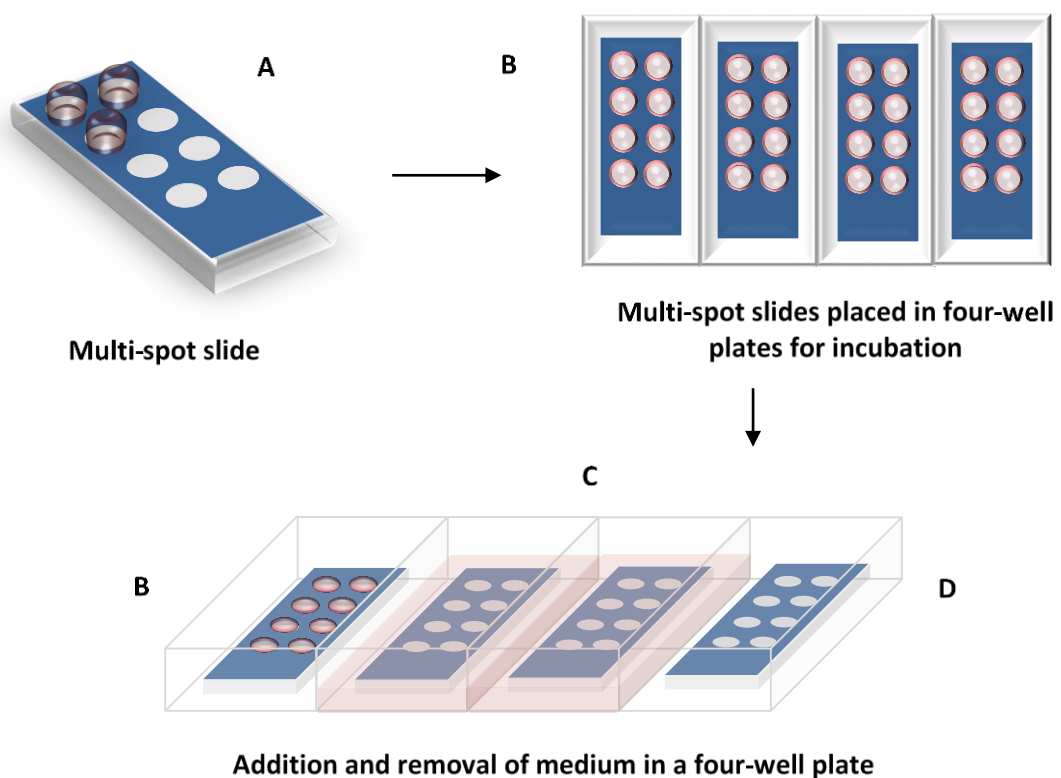 A
B
Multi-spot slide
Multi-spot slides placed in four-well
plates for incubation
C
B
D
Addition and removal of medium in a four-well plate